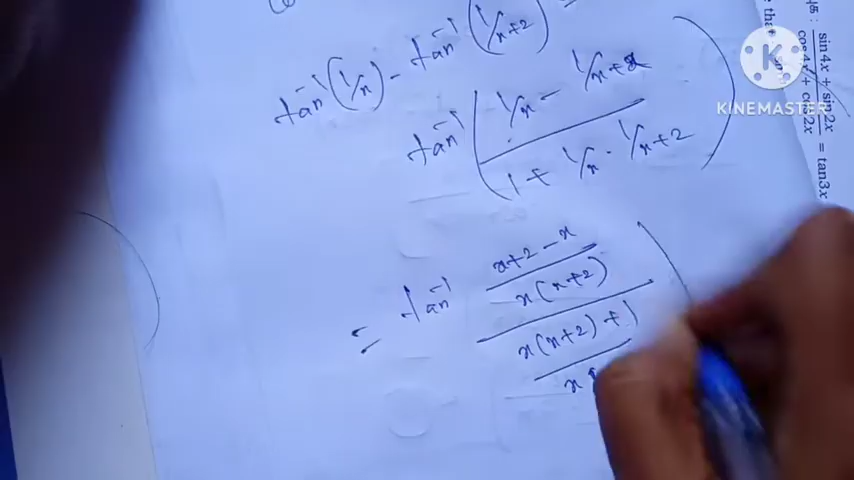 tan⁻¹(1/x) - tan⁻¹(1/x+2) =
tan⁻¹(1/x - 1/x+2
1 + 1/x · 1/x+2)
= tan⁻¹ x+2-x
x(x+2)
x(x+2)+1
x
sin4x + sin2x
cos4x + cos2x
= tan3x
KINEMASTER